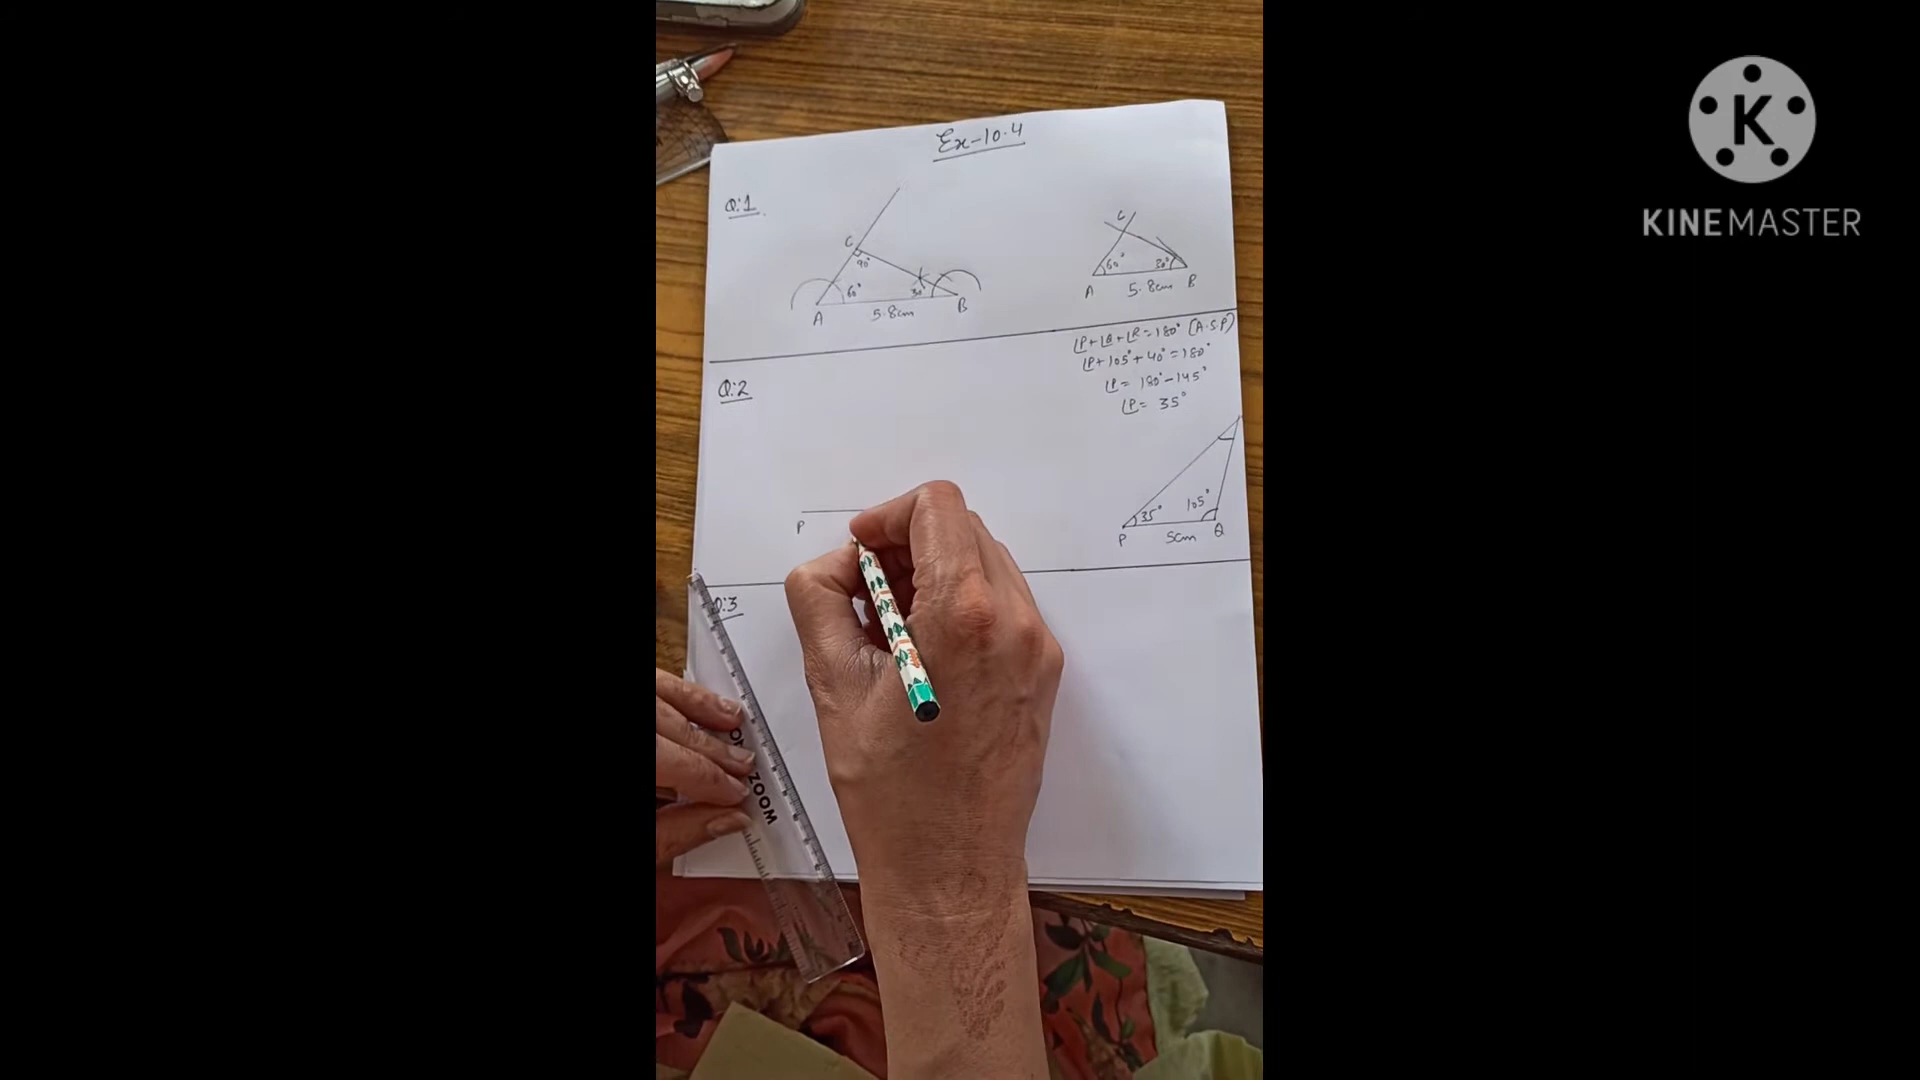 Ex-10.4
Q:1
C
90°
60°
30°
A
5.8cm
B
C
60°
30°
A
5.8cm
B
∠P+∠Q+∠R=180° (A.S.P)
∠P+105°+40°=180°
∠P= 180°-145°
∠P= 35°
Q:2
P
35°
105°
P
5cm
Q
Q:3
ZOOM
K
KINEMASTER